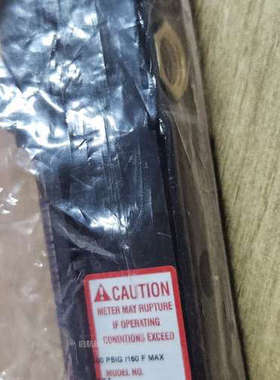 CAUTION
METER MAY RUPTURE
IF OPERATING
CONDITIONS EXCEED
PSIG /160 F MAX
MODEL NO.